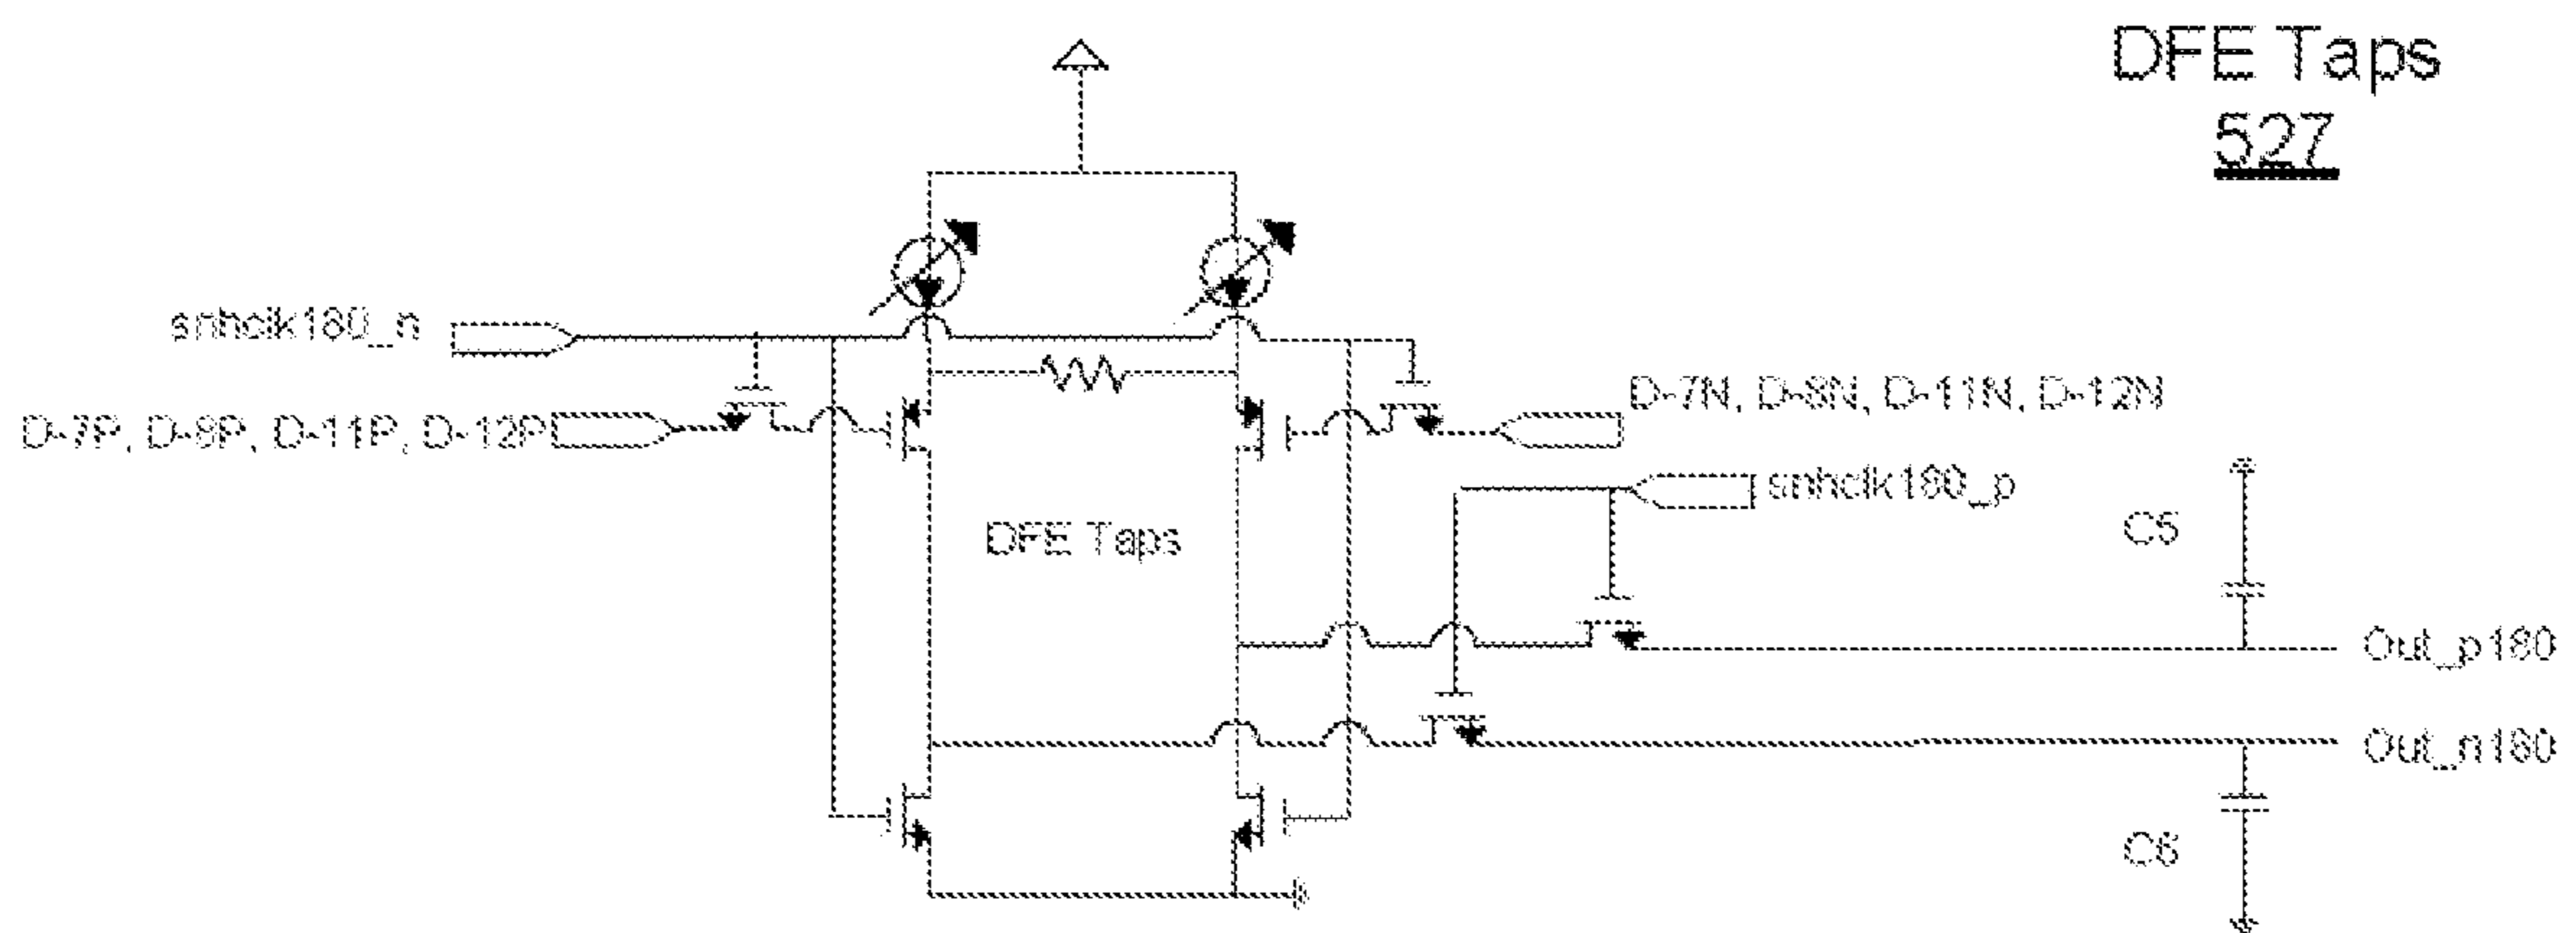 DFE Taps
527
snhclk180_n
D-7P, D-8P, D-11P, D-12P
D-7N, D-8N, D-11N, D-12N
snhclk180_p
C5
DFE Taps
Out_p180
Out_n180
C6